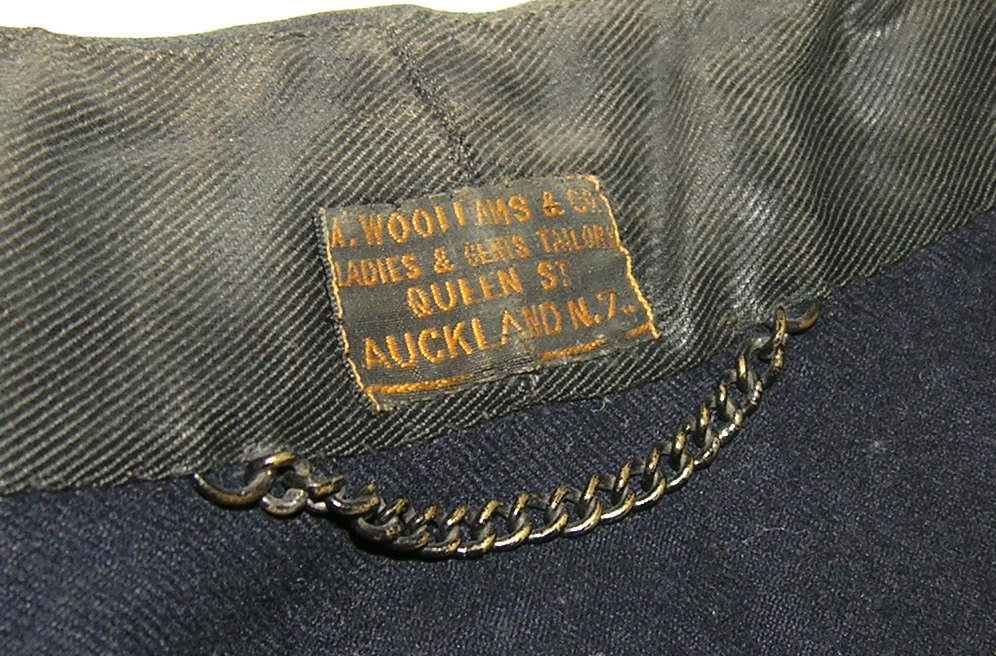 A. WOOLLAMS & CO
LADIES & GENTS TAILORS
QUEEN ST
AUCKLAND N.Z.